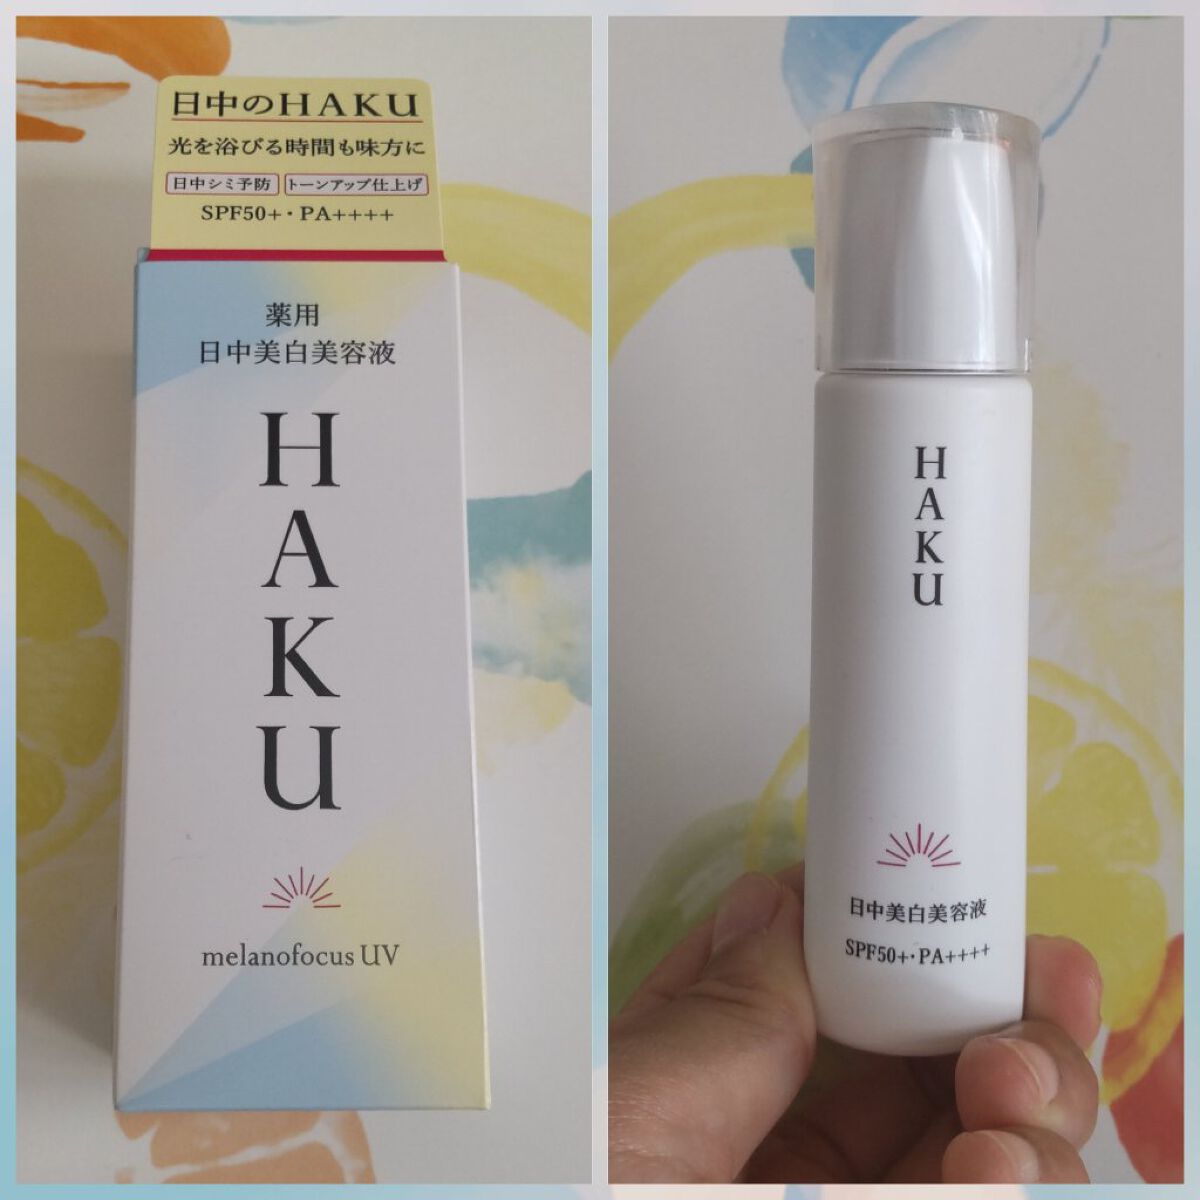 日中のHAKU
光を浴びる時間も味方に
日中シミ予防 トーンアップ仕上げ
SPF50+・PA++++
薬用
日中美白美容液
HAKU
melanofocus UV
HAKU
日中美白美容液
SPF50+・PA++++